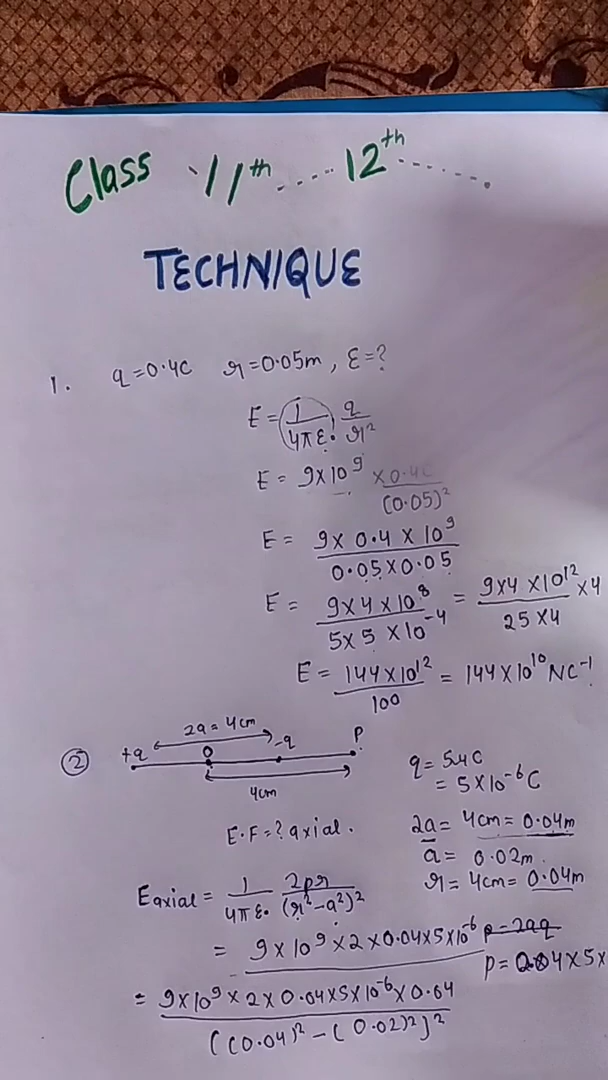 Class 11th ..... 12th .......
TECHNIQUE
1. q=0.4C r=0.05m, E=?
E = 1/4πε₀ q/r²
E = 9×10⁹ × 0.4C/(0.05)²
E = 9× 0.4 × 10⁹/0.05×0.05
E = 9×4×10⁸/5×5 ×10⁻⁴ = 9×4 ×10¹²/25 ×4 ×4
E = 144×10¹²/100 = 144×10¹⁰ NC⁻¹
② +q 2a = 4cm O -q P
4cm
q = 5μC
= 5×10⁻⁶C
E.F=? axial.
2a = 4cm = 0.04m
a = 0.02m
r = 4cm = 0.04m
E axial = 1/4πε₀ 2pr/(r²-a²)²
= 9×10⁹ ×2×0.04×5×10⁻⁶ p=2aq
p=0.04×5×
= 9×10⁹ × 2 × 0.04×5×10⁻⁶×0.04/((0.04)² - (0.02)²)²